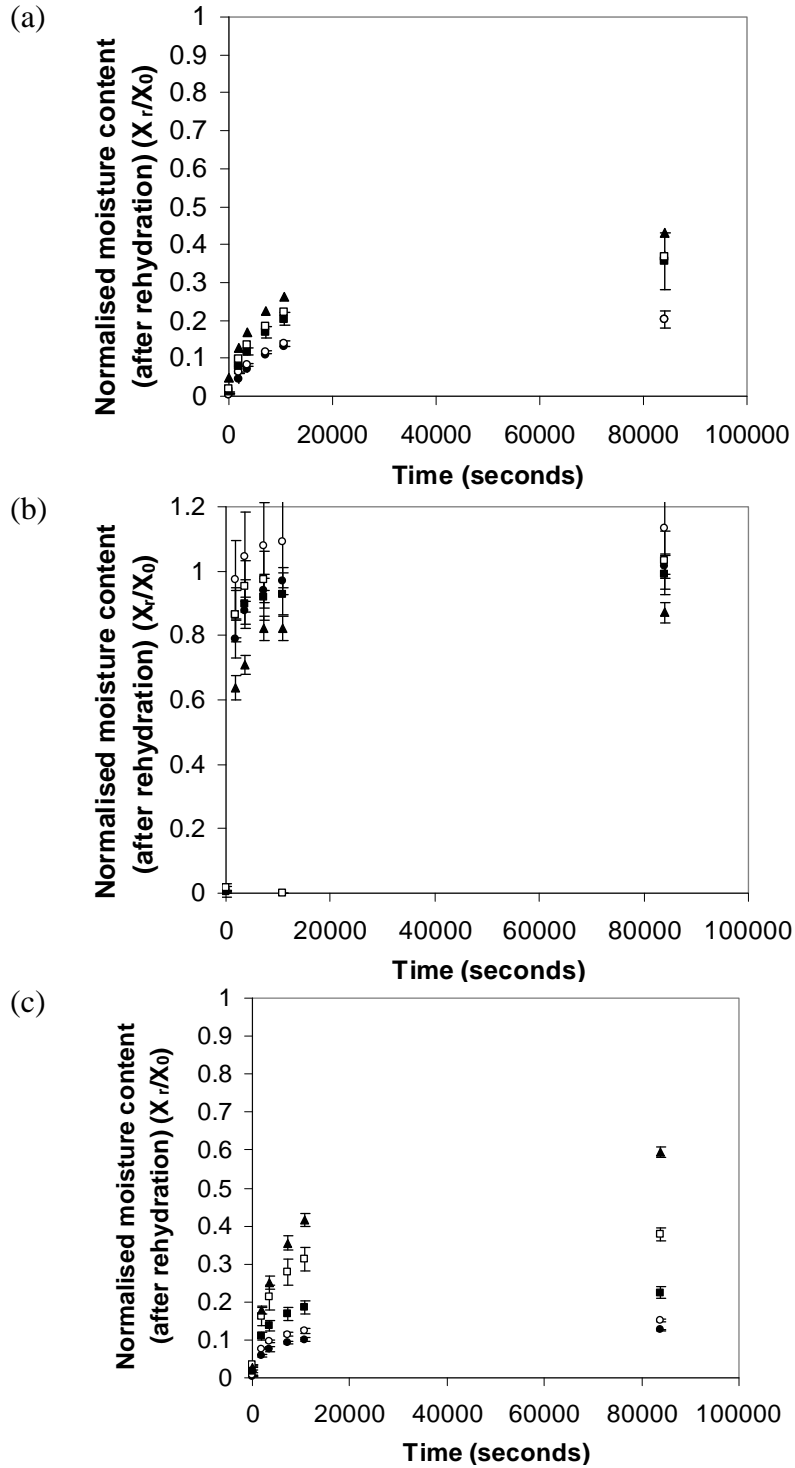 (a)
Normalised moisture content
(after rehydration) (X r/X0)
1
0.9
0.8
0.7
0.6
0.5
0.4
0.3
0.2
0.1
0
0 20000 40000 60000 80000 100000
Time (seconds)
(b)
Normalised moisture content
(after rehydration) (Xr/X0)
1.2
1
0.8
0.6
0.4
0.2
0
0 20000 40000 60000 80000 100000
Time (seconds)
(c)
Normalised moisture content
(after rehydration) (X r/X0)
1
0.9
0.8
0.7
0.6
0.5
0.4
0.3
0.2
0.1
0
0 20000 40000 60000 80000 100000
Time (seconds)